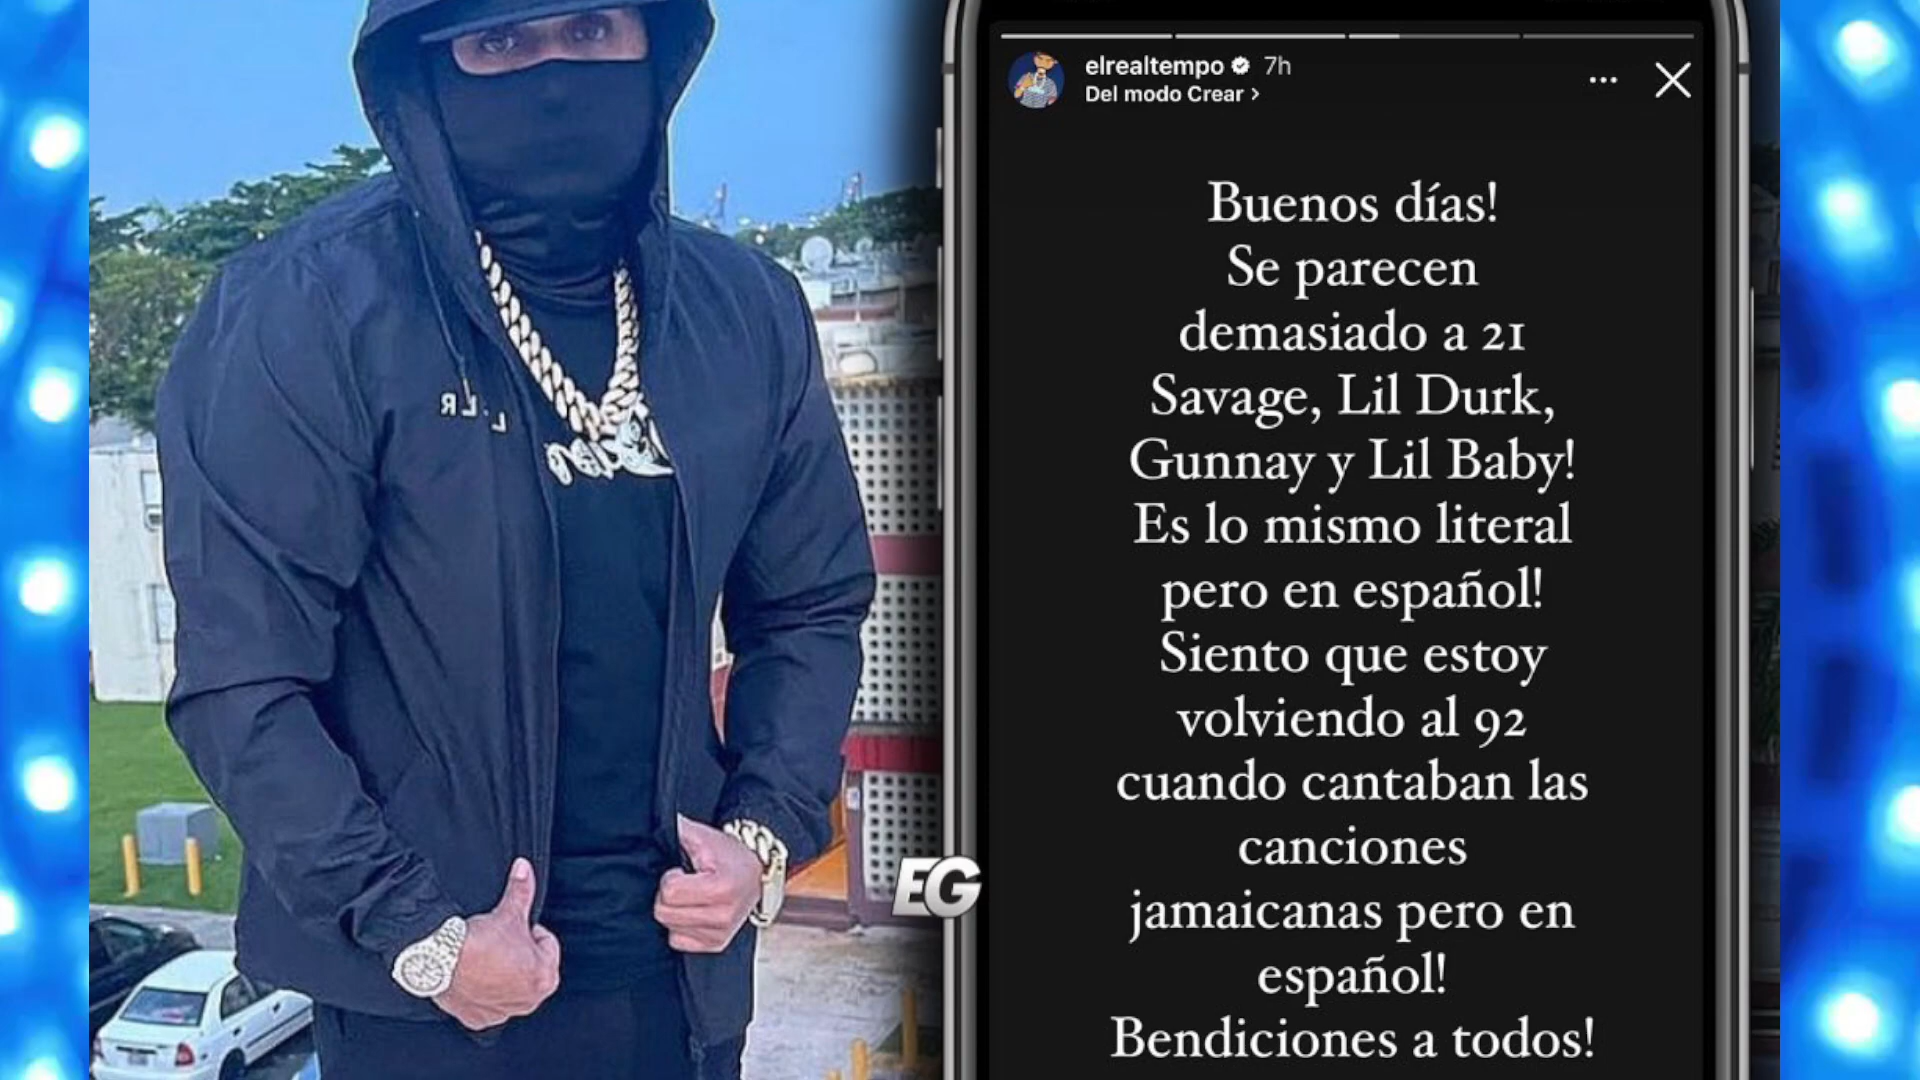 elrealtempo 7h
Del modo Crear >
Buenos días!
Se parecen
demasiado a 21
Savage, Lil Durk,
Gunnay y Lil Baby!
Es lo mismo literal
pero en español!
Siento que estoy
volviendo al 92
cuando cantaban las
canciones
jamaicanas pero en
español!
Bendiciones a todos!
EG